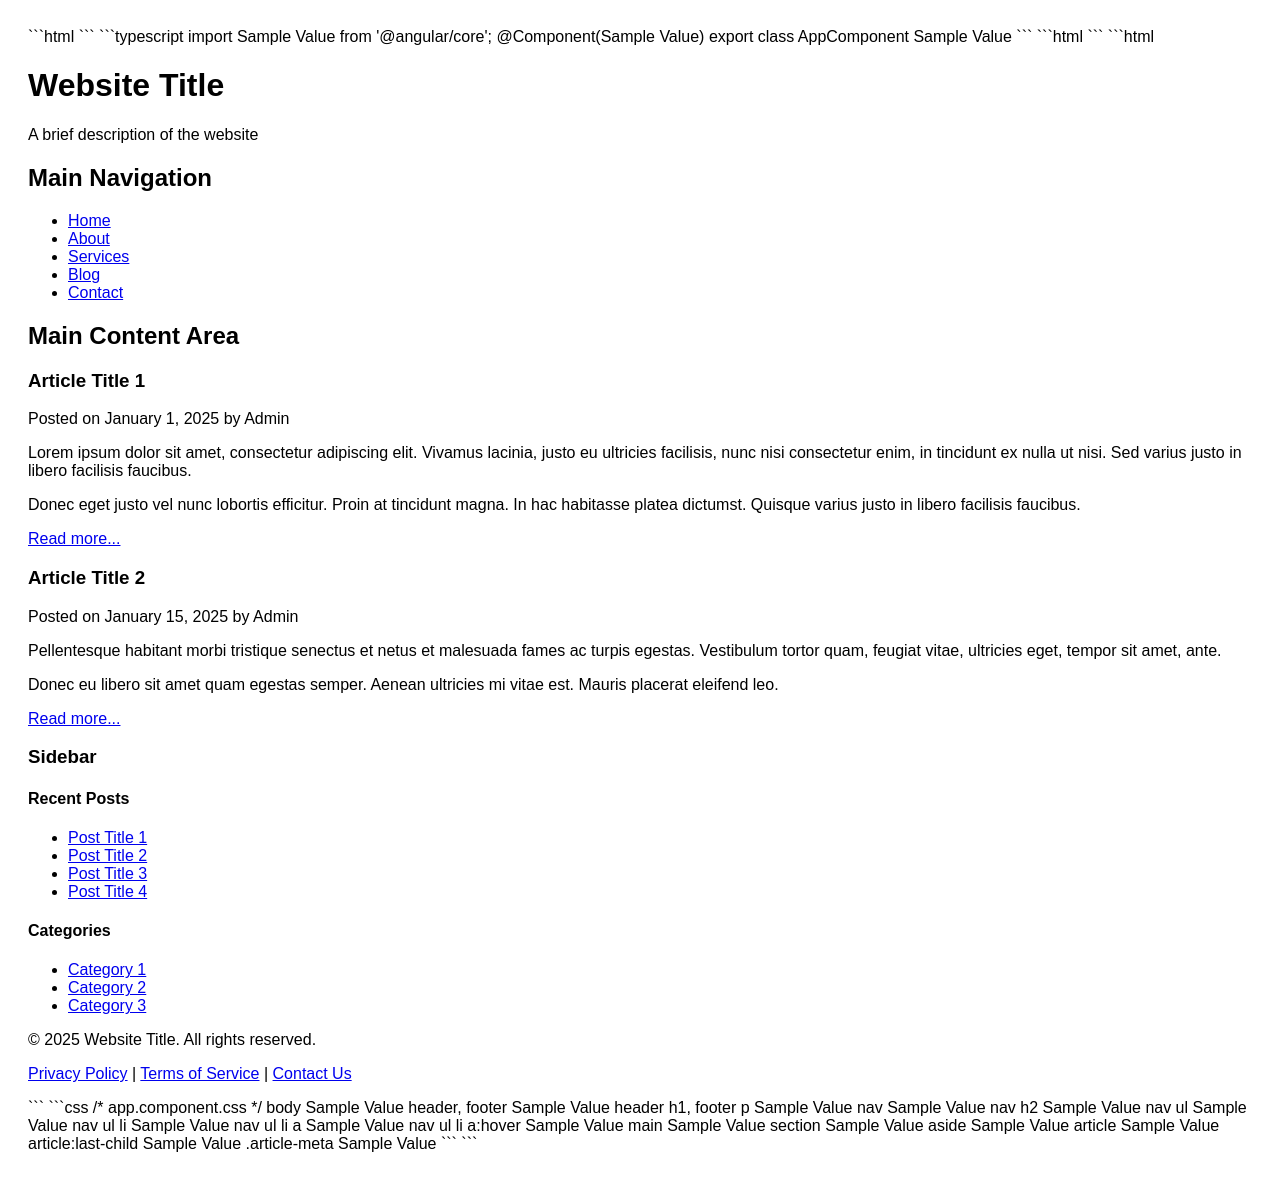 ```html ``` ```typescript import Sample Value from '@angular/core'; @Component(Sample Value) export class AppComponent Sample Value ``` ```html ``` ```html
Website Title
A brief description of the website
Main Navigation
Home
About
Services
Blog
Contact
Main Content Area
Article Title 1
Posted on January 1, 2025 by Admin
Lorem ipsum dolor sit amet, consectetur adipiscing elit. Vivamus lacinia, justo eu ultricies facilisis, nunc nisi consectetur enim, in tincidunt ex nulla ut nisi. Sed varius justo in
libero facilisis faucibus.
Donec eget justo vel nunc lobortis efficitur. Proin at tincidunt magna. In hac habitasse platea dictumst. Quisque varius justo in libero facilisis faucibus.
Read more...
Article Title 2
Posted on January 15, 2025 by Admin
Pellentesque habitant morbi tristique senectus et netus et malesuada fames ac turpis egestas. Vestibulum tortor quam, feugiat vitae, ultricies eget, tempor sit amet, ante.
Donec eu libero sit amet quam egestas semper. Aenean ultricies mi vitae est. Mauris placerat eleifend leo.
Read more...
Sidebar
Recent Posts
Post Title 1
Post Title 2
Post Title 3
Post Title 4
Categories
Category 1
Category 2
Category 3
© 2025 Website Title. All rights reserved.
Privacy Policy | Terms of Service | Contact Us
``` ```css /* app.component.css */ body Sample Value header, footer Sample Value header h1, footer p Sample Value nav Sample Value nav h2 Sample Value nav ul Sample
Value nav ul li Sample Value nav ul li a Sample Value nav ul li a:hover Sample Value main Sample Value section Sample Value aside Sample Value article Sample Value
article:last-child Sample Value .article-meta Sample Value ``` ```